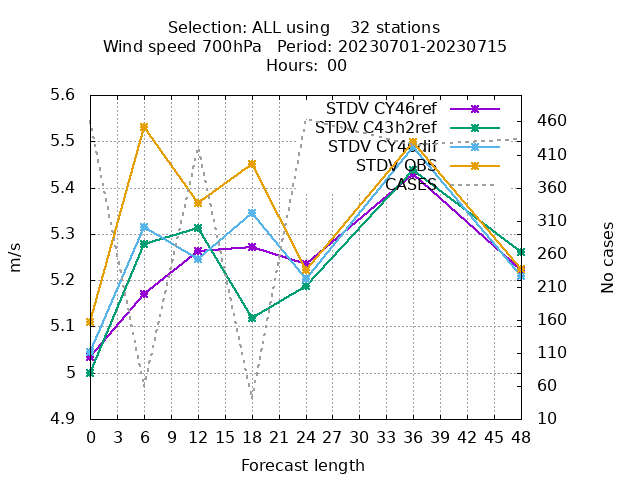 Selection: ALL using 32 stations
Wind speed 700hPa Period: 20230701-20230715
Hours: 00
5.6
5.5
5.4
5.3
5.2
5.1
5
4.9
m/s
STDV CY46ref
STDV C43h2ref
STDV OBS
CASES
460
410
360
310
260
210
160
110
60
10
No cases
0 3 6 9 12 15 18 21 24 27 30 33 36 39 42 45 48
Forecast length